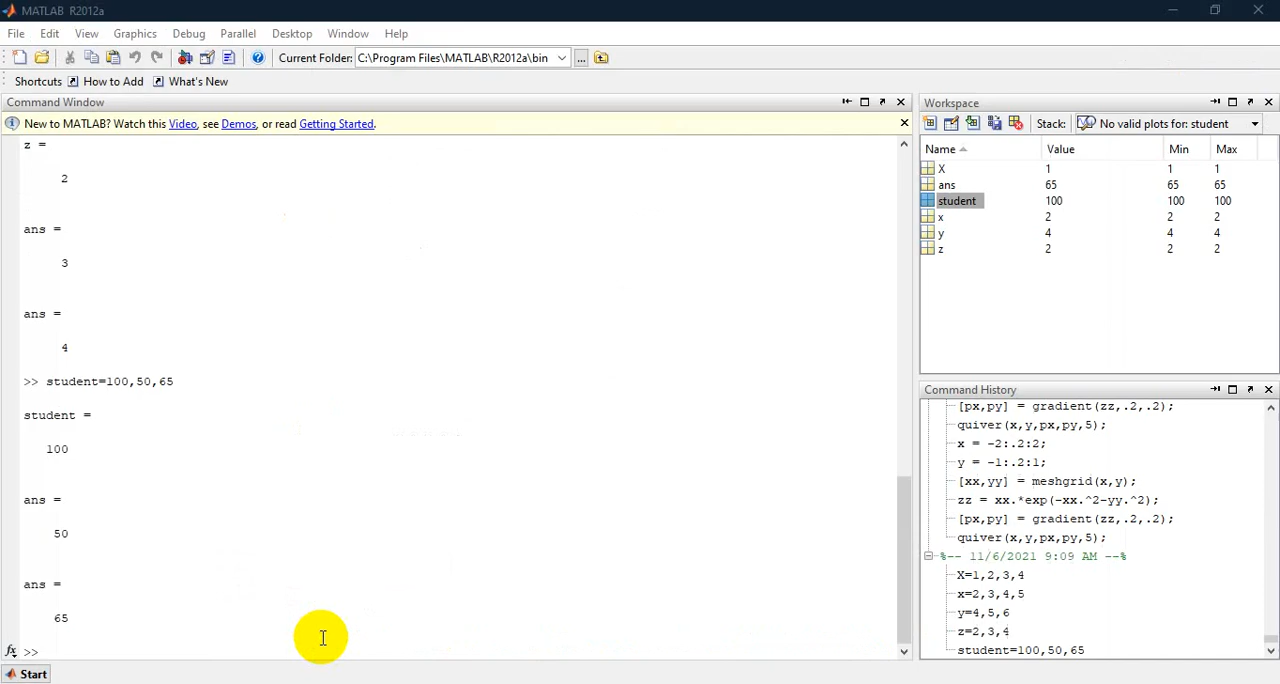 MATLAB R2012a
File Edit View Graphics Debug Parallel Desktop Window Help
Current Folder: C:\Program Files\MATLAB\R2012a\bin ...
Shortcuts How to Add What's New
Command Window
New to MATLAB? Watch this Video, see Demos, or read Getting Started.
z =
2
ans =
3
ans =
4
>> student=100,50,65
student =
100
ans =
50
ans =
65
fx >>
Start
Workspace
Stack: No valid plots for: student
Name Value Min Max
X 1 1 1
ans 65 65 65
student 100 100 100
x 2 2 2
y 4 4 4
z 2 2 2
Command History
[px,py] = gradient(zz,.2,.2);
quiver(x,y,px,py,5);
x = -2:.2:2;
y = -1:.2:1;
[xx,yy] = meshgrid(x,y);
zz = xx.*exp(-xx.^2-yy.^2);
[px,py] = gradient(zz,.2,.2);
quiver(x,y,px,py,5);
%-- 11/6/2021 9:09 AM --%
X=1,2,3,4
x=2,3,4,5
y=4,5,6
z=2,3,4
student=100,50,65